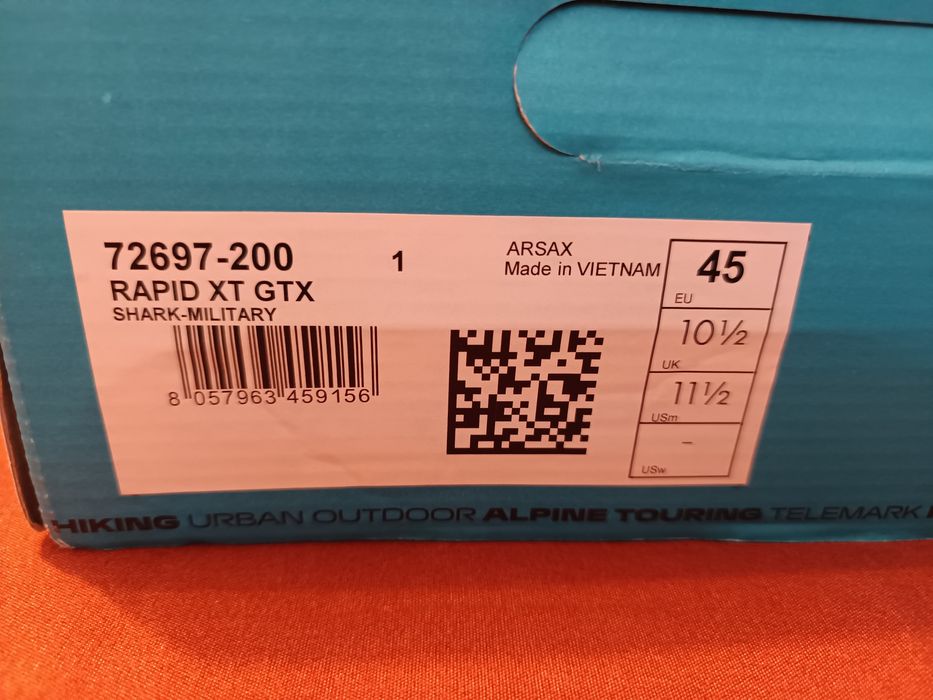 72697-200
1
RAPID XT GTX
SHARK-MILITARY
8 057963 459156
ARSAX
Made in VIETNAM
45
EU
10½
UK
11½
USm
-
USw
HIKING URBAN OUTDOOR ALPINE TOURING TELEMARK